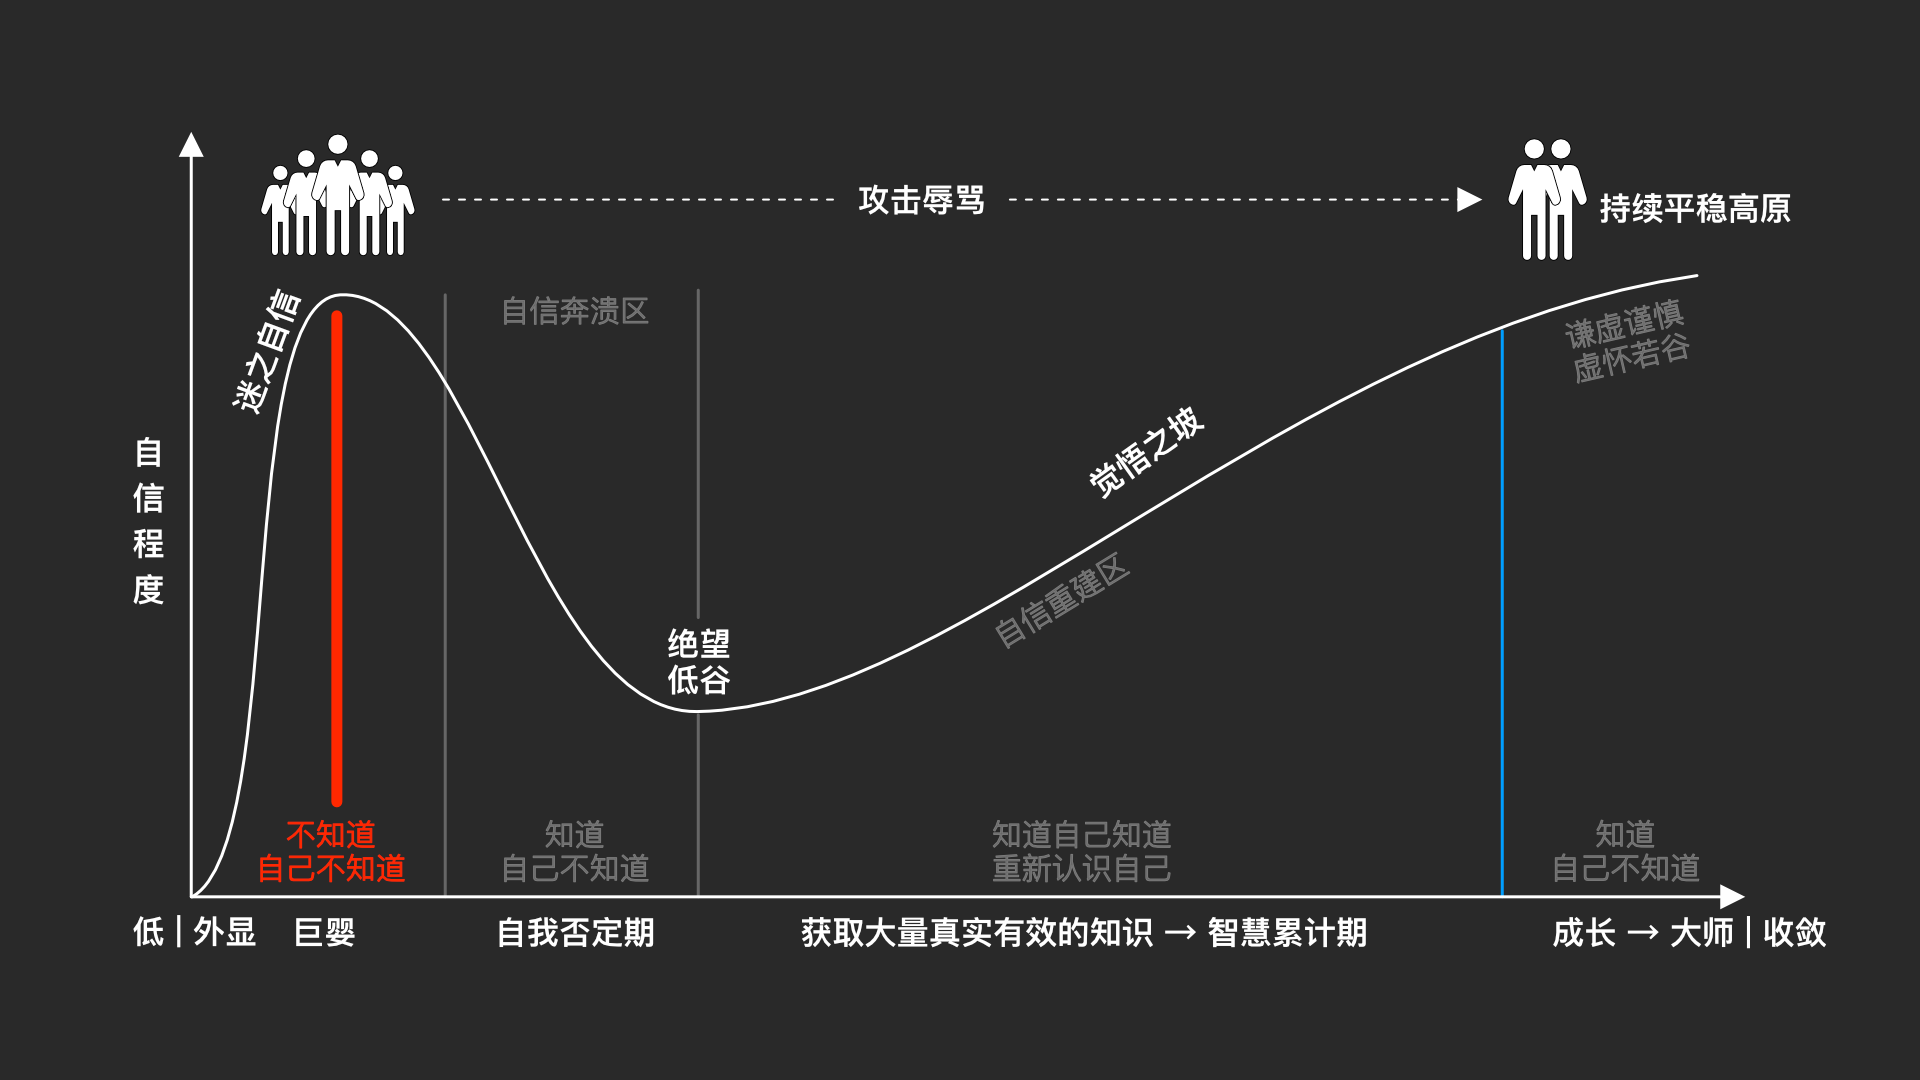 攻击辱骂
持续平稳高原
迷之自信
自信奔溃区
谦虚谨慎
虚怀若谷
觉悟之坡
自信程度
自信重建区
绝望
低谷
不知道
自己不知道
知道
自己不知道
知道自己知道
重新认识自己
知道
自己不知道
低｜外显
巨婴
自我否定期
获取大量真实有效的知识 → 智慧累计期
成长 → 大师｜收敛